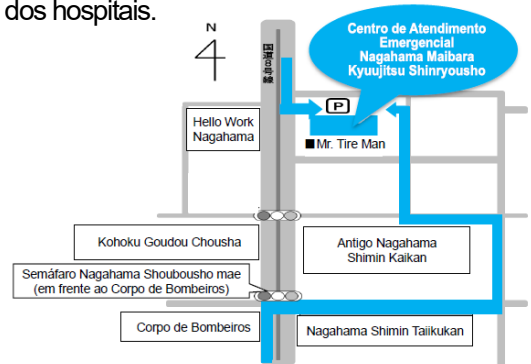 dos hospitais.
N
国道8号線
Centro de Atendimento
Emergencial
Nagahama Maibara
Kyuujitsu Shinryousho
P
Hello Work
Nagahama
■Mr. Tire Man
Kohoku Goudou Chousha
Antigo Nagahama
Shimin Kaikan
Semáfaro Nagahama Shoubousho mae
(em frente ao Corpo de Bombeiros)
Corpo de Bombeiros
Nagahama Shimin Taiikukan